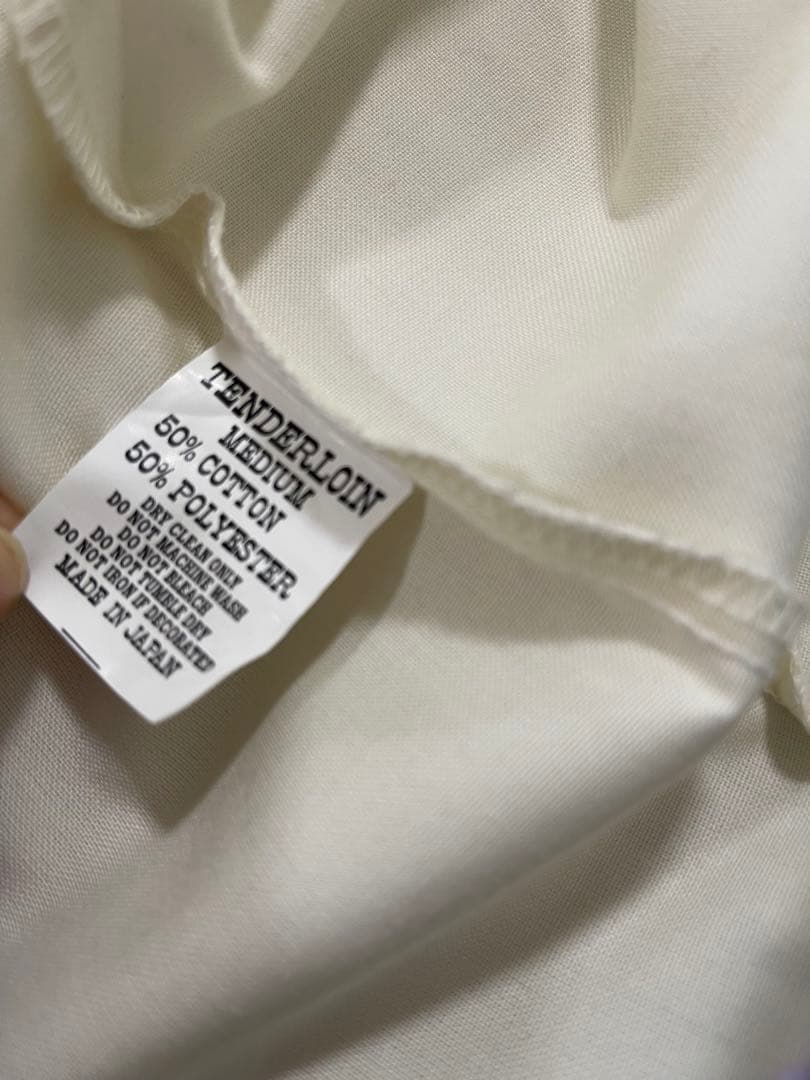 TENDERLOIN
MEDIUM
50% COTTON
50% POLYESTER
DRY CLEAN ONLY
DO NOT MACHINE WASH
DO NOT BLEACH
DO NOT TUMBLE DRY
DO NOT IRON IF DECORATED
MADE IN JAPAN